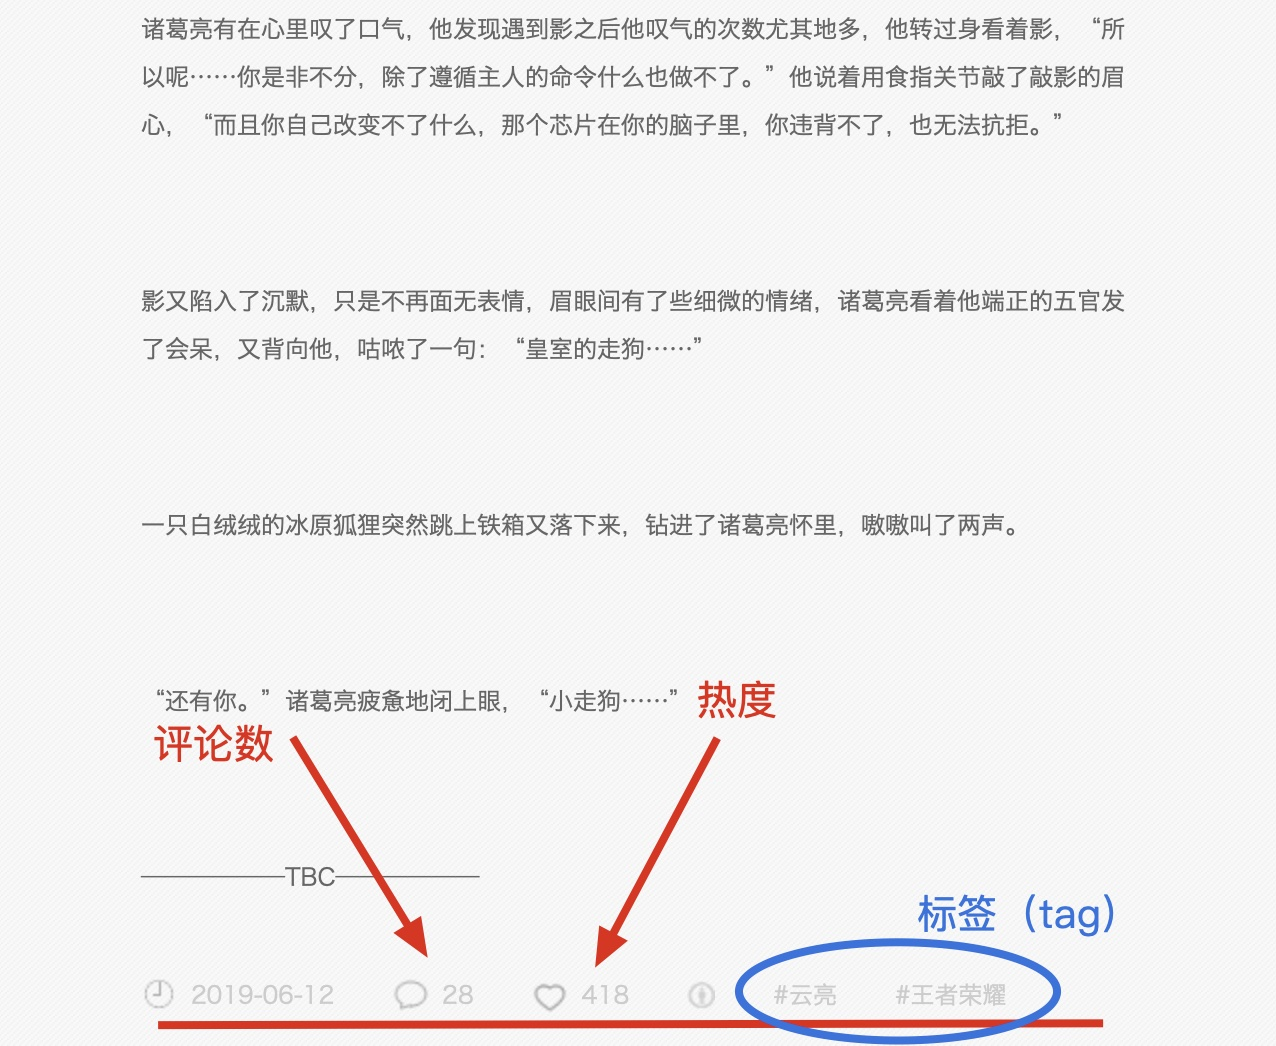 诸葛亮有在心里叹了口气，他发现遇到影之后他叹气的次数尤其地多，他转过身看着影，“所
以呢……你是非不分，除了遵循主人的命令什么也做不了。”他说着用食指关节敲了敲影的眉
心，“而且你自己改变不了什么，那个芯片在你的脑子里，你违背不了，也无法抗拒。”
影又陷入了沉默，只是不再面无表情，眉眼间有了些细微的情绪，诸葛亮看着他端正的五官发
了会呆，又背向他，咕哝了一句：“皇室的走狗……”
一只白绒绒的冰原狐狸突然跳上铁箱又落下来，钻进了诸葛亮怀里，嗷嗷叫了两声。
“还有你。”诸葛亮疲惫地闭上眼，“小走狗……”
热度
评论数
——————TBC——————
标签（tag）
2019-06-12 28 418 #云亮 #王者荣耀